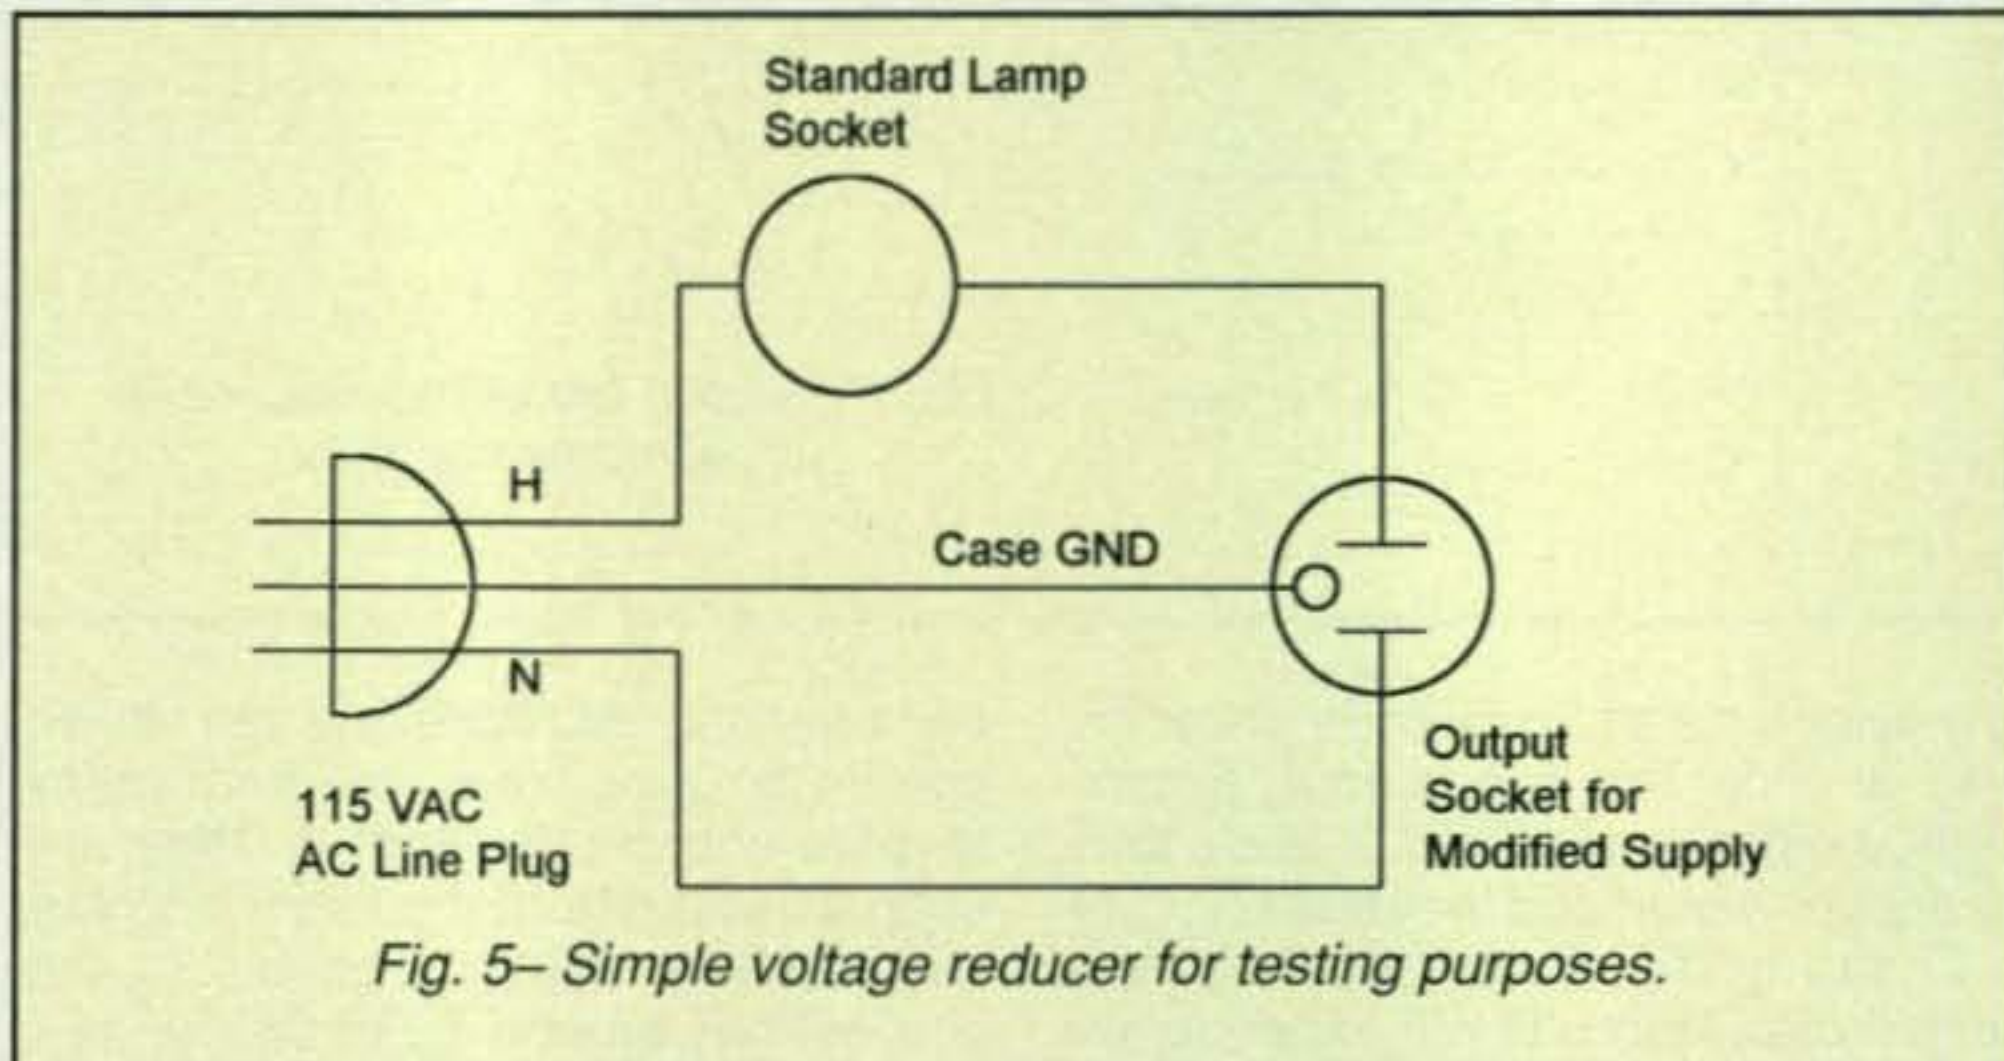 Standard Lamp
Socket
H
Case GND
N
Output
Socket for
Modified Supply
115 VAC
AC Line Plug
Fig. 5– Simple voltage reducer for testing purposes.